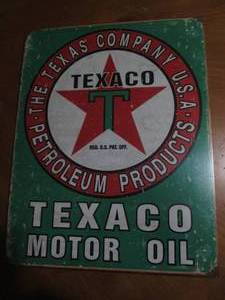 ·THE TEXAS COMPANY U.S.A·
TEXACO
T
REG. U.S. PAT. OFF.
PETROLEUM PRODUCTS
TEXACO
MOTOR OIL